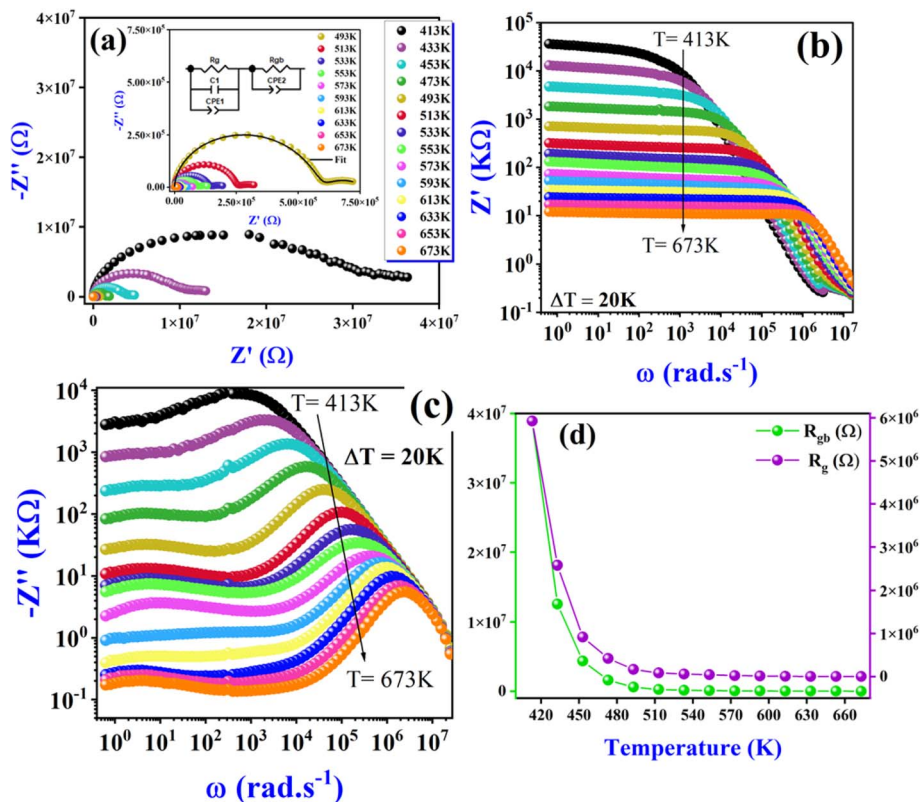 (a)
-Z'' (Ω)
4×10⁷
3×10⁷
2×10⁷
1×10⁷
0
0
1×10⁷
2×10⁷
3×10⁷
4×10⁷
Z' (Ω)
-Z'' (Ω)
7.50×10⁵
5.00×10⁵
2.50×10⁵
0.00
0.00
2.50×10⁵
5.00×10⁵
7.50×10⁵
Z' (Ω)
Rg
C1
CPE1
Rgb
CPE2
Fit
493K
513K
533K
553K
573K
593K
613K
633K
653K
673K
413K
433K
453K
473K
493K
513K
533K
553K
573K
593K
613K
633K
653K
673K
(b)
Z' (KΩ)
10⁵
10⁴
10³
10²
10¹
10⁰
10⁻¹
10⁻²
T= 413K
T= 673K
ΔT = 20K
10⁰
10¹
10²
10³
10⁴
10⁵
10⁶
10⁷
ω (rad.s⁻¹)
(c)
-Z'' (KΩ)
10⁴
10³
10²
10¹
10⁰
10⁻¹
T= 413K
ΔT = 20K
T= 673K
10⁰
10¹
10²
10³
10⁴
10⁵
10⁶
10⁷
ω (rad.s⁻¹)
(d)
4×10⁷
3×10⁷
2×10⁷
1×10⁷
0
R_gb (Ω)
R_g (Ω)
6×10⁶
5×10⁶
4×10⁶
3×10⁶
2×10⁶
1×10⁶
0
420
450
480
510
540
570
600
630
660
Temperature (K)